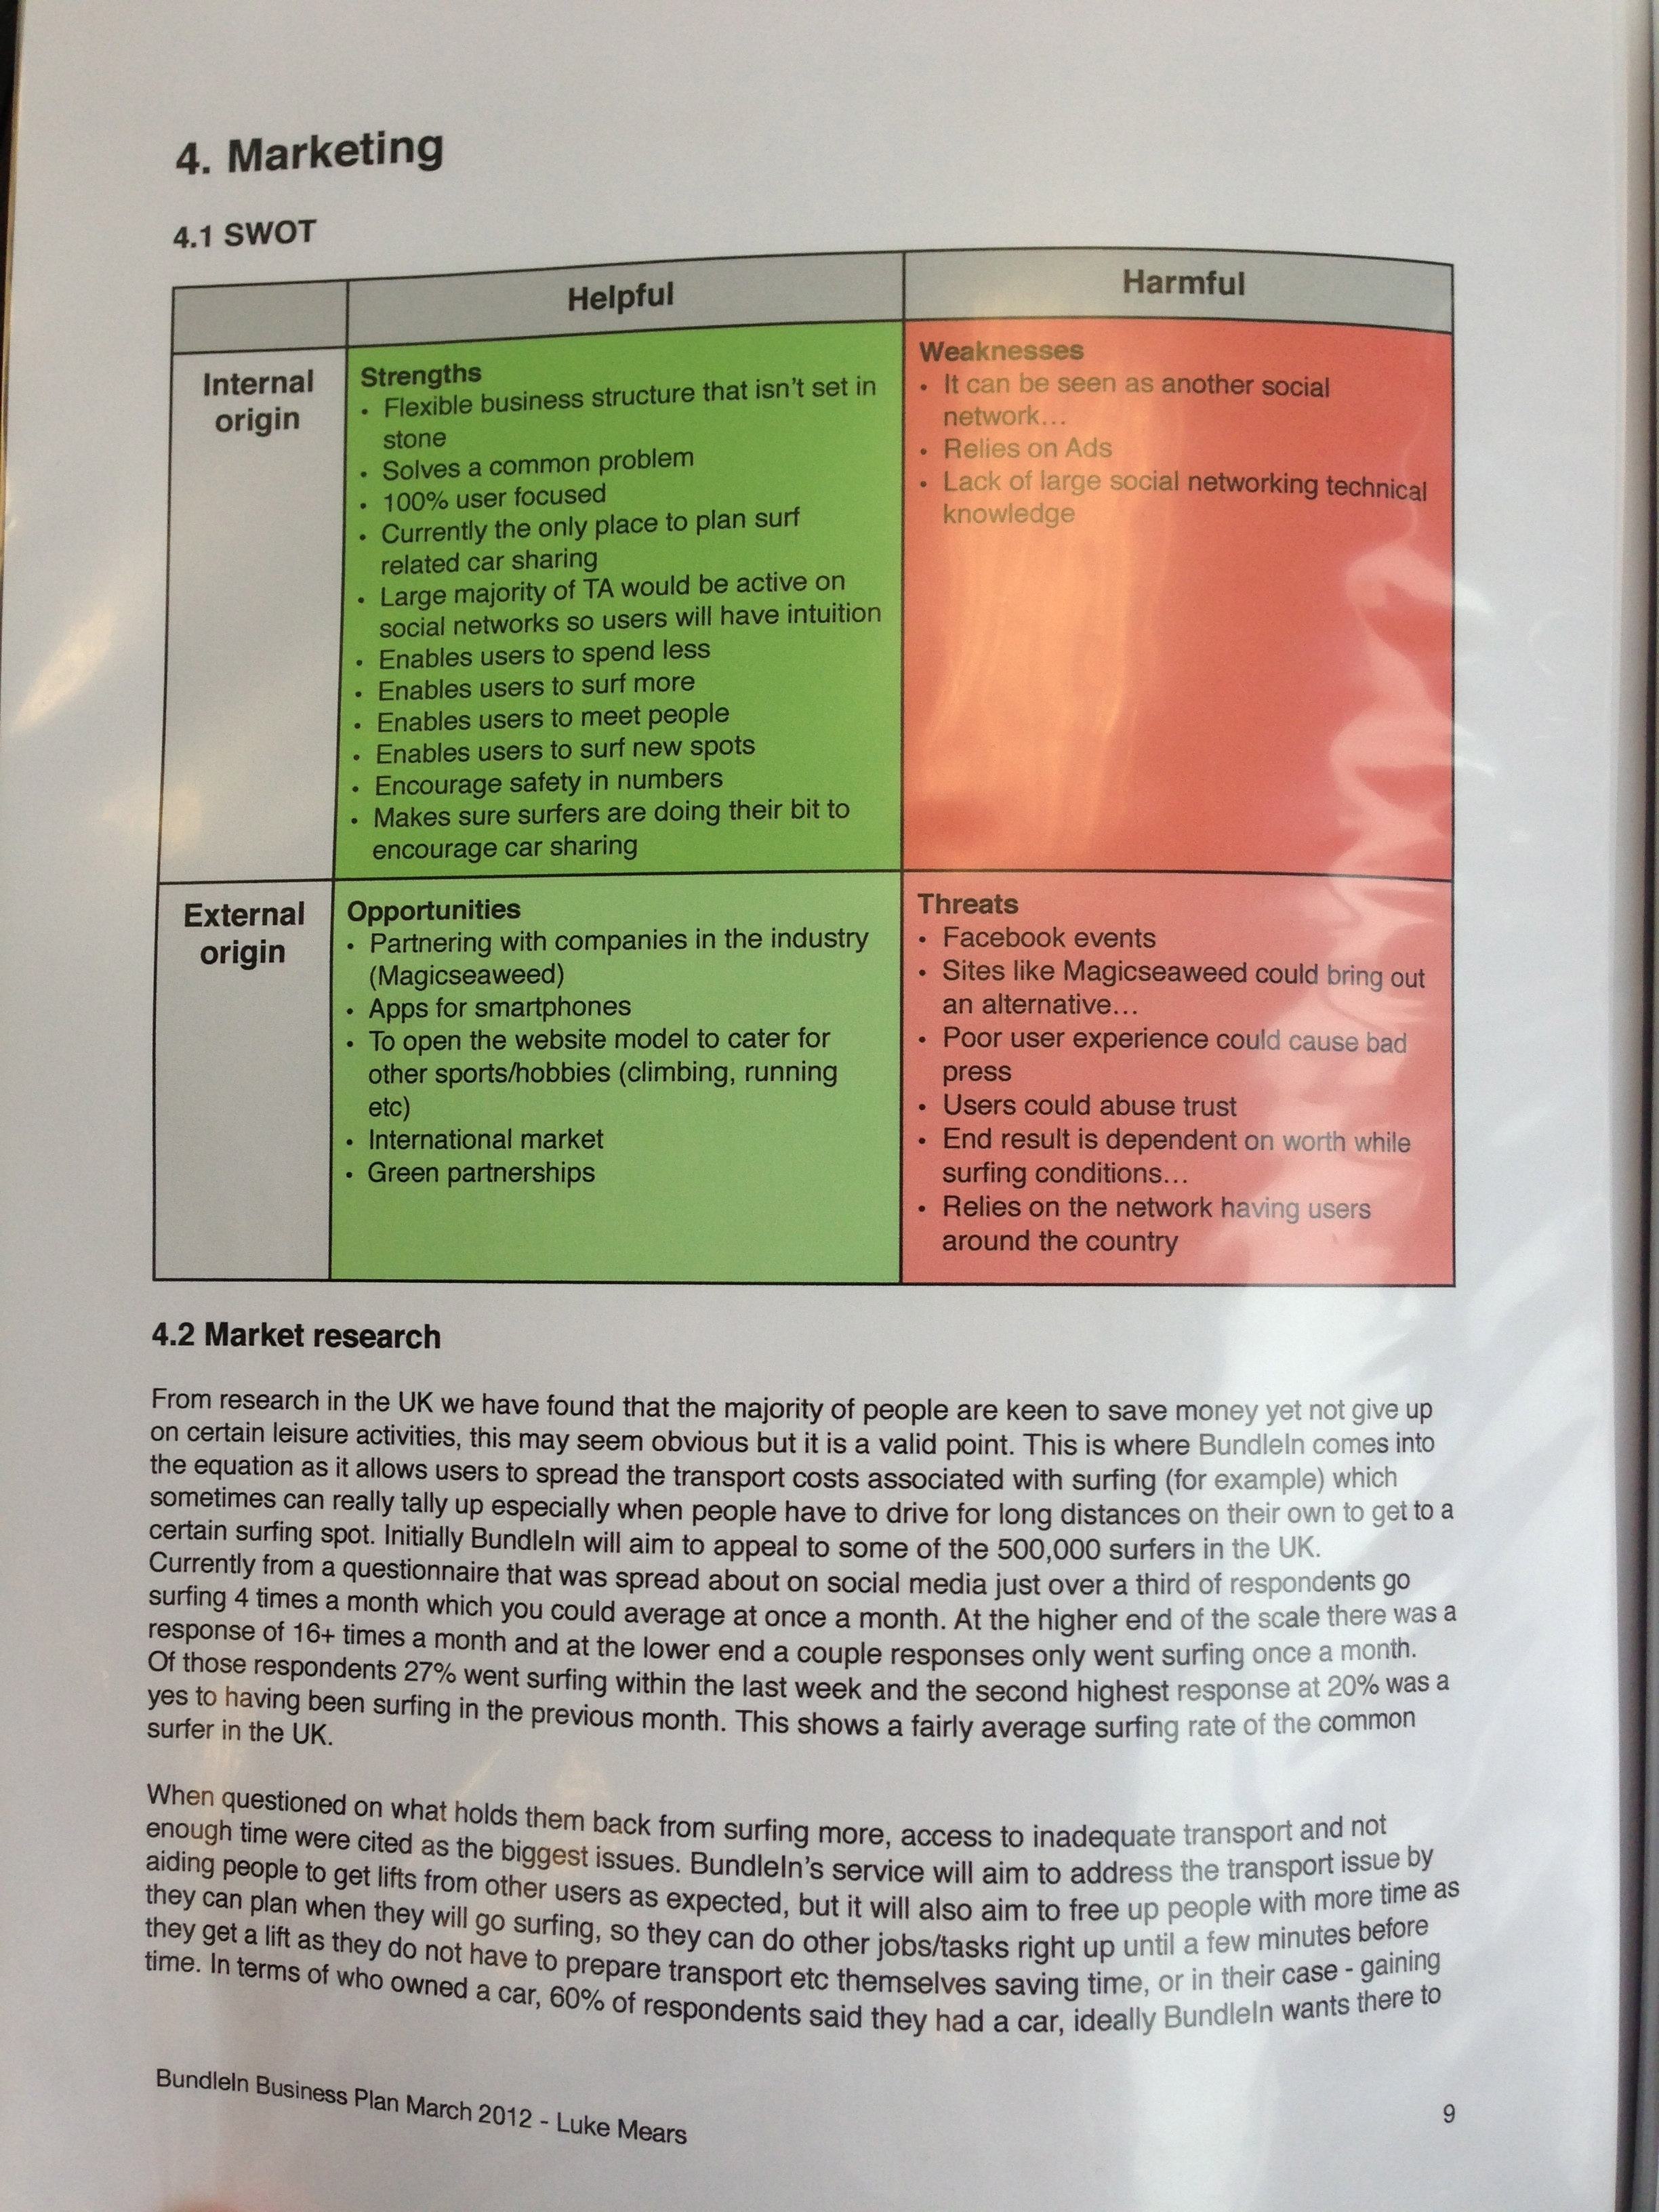 4. Marketing
4.1 SWOT
Helpful
Harmful
Internal
origin
Strengths
• Flexible business structure that isn't set in
stone
• Solves a common problem
• 100% user focused
• Currently the only place to plan surf
related car sharing
• Large majority of TA would be active on
social networks so users will have intuition
• Enables users to spend less
• Enables users to surf more
• Enables users to meet people
• Enables users to surf new spots
• Encourage safety in numbers
• Makes sure surfers are doing their bit to
encourage car sharing
Weaknesses
• It can be seen as another social
network...
• Relies on Ads
• Lack of large social networking technical
knowledge
External
origin
Opportunities
• Partnering with companies in the industry
(Magicseaweed)
• Apps for smartphones
• To open the website model to cater for
other sports/hobbies (climbing, running
etc)
• International market
• Green partnerships
Threats
• Facebook events
• Sites like Magicseaweed could bring out
an alternative...
• Poor user experience could cause bad
press
• Users could abuse trust
• End result is dependent on worth while
surfing conditions...
• Relies on the network having users
around the country
4.2 Market research
From research in the UK we have found that the majority of people are keen to save money yet not give up
on certain leisure activities, this may seem obvious but it is a valid point. This is where BundleIn comes into
the equation as it allows users to spread the transport costs associated with surfing (for example) which
sometimes can really tally up especially when people have to drive for long distances on their own to get to a
certain surfing spot. Initially BundleIn will aim to appeal to some of the 500,000 surfers in the UK.
Currently from a questionnaire that was spread about on social media just over a third of respondents go
surfing 4 times a month which you could average at once a month. At the higher end of the scale there was a
response of 16+ times a month and at the lower end a couple responses only went surfing once a month.
Of those respondents 27% went surfing within the last week and the second highest response at 20% was a
yes to having been surfing in the previous month. This shows a fairly average surfing rate of the common
surfer in the UK.
When questioned on what holds them back from surfing more, access to inadequate transport and not
enough time were cited as the biggest issues. BundleIn's service will aim to address the transport issue by
aiding people to get lifts from other users as expected, but it will also aim to free up people with more time as
they can plan when they will go surfing, so they can do other jobs/tasks right up until a few minutes before
they get a lift as they do not have to prepare transport etc themselves saving time, or in their case - gaining
time. In terms of who owned a car, 60% of respondents said they had a car, ideally BundleIn wants there to
BundleIn Business Plan March 2012 - Luke Mears
9